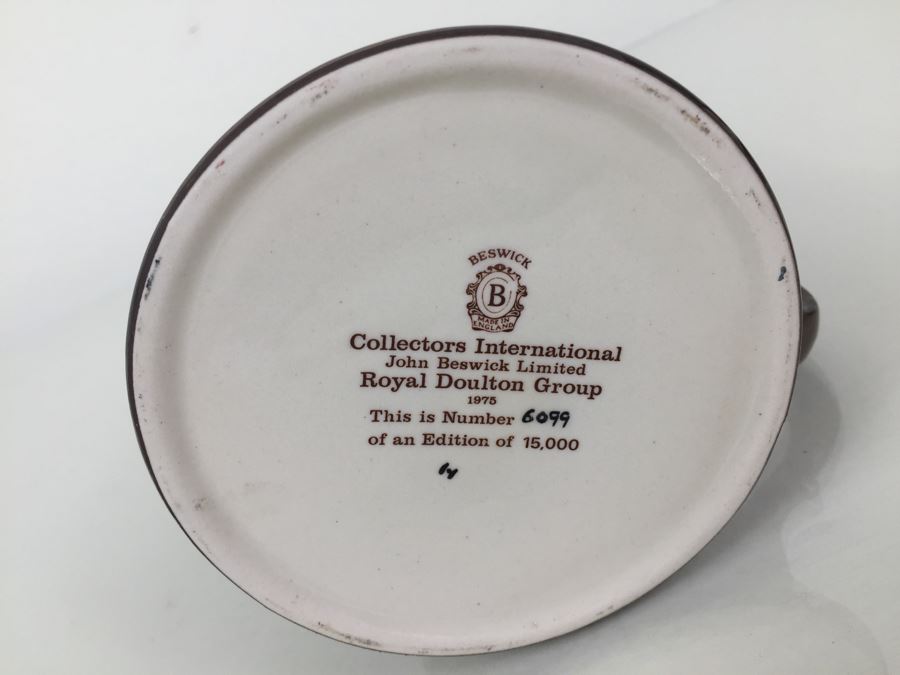 BESWICK
B
MADE IN
ENGLAND
Collectors International
John Beswick Limited
Royal Doulton Group
1975
This is Number 6099
of an Edition of 15,000